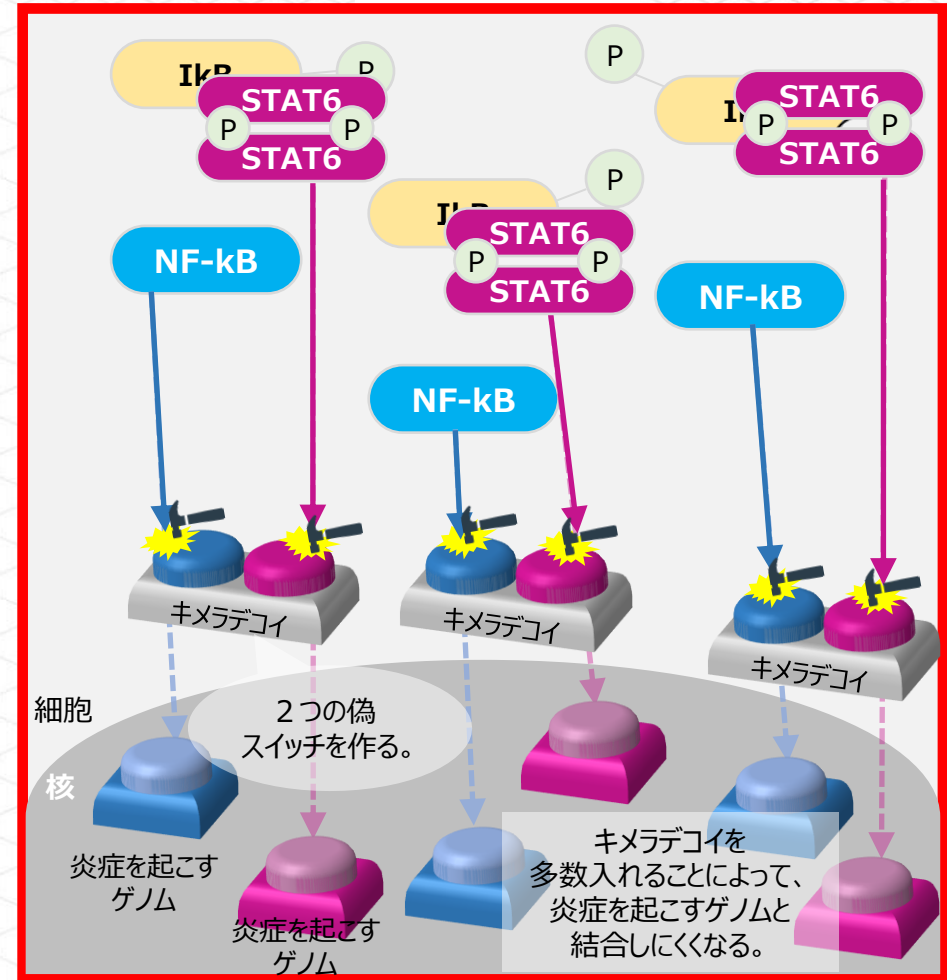 P
STAT6
P
P
STAT6
P
STAT6
P
P
STAT6
P
STAT6
P
P
STAT6
NF-kB
NF-kB
NF-kB
キメラデコイ
キメラデコイ
キメラデコイ
細胞
２つの偽
スイッチを作る。
核
炎症を起こす
ゲノム
炎症を起こす
ゲノム
キメラデコイを
多数入れることによって、
炎症を起こすゲノムと
結合しにくくなる。